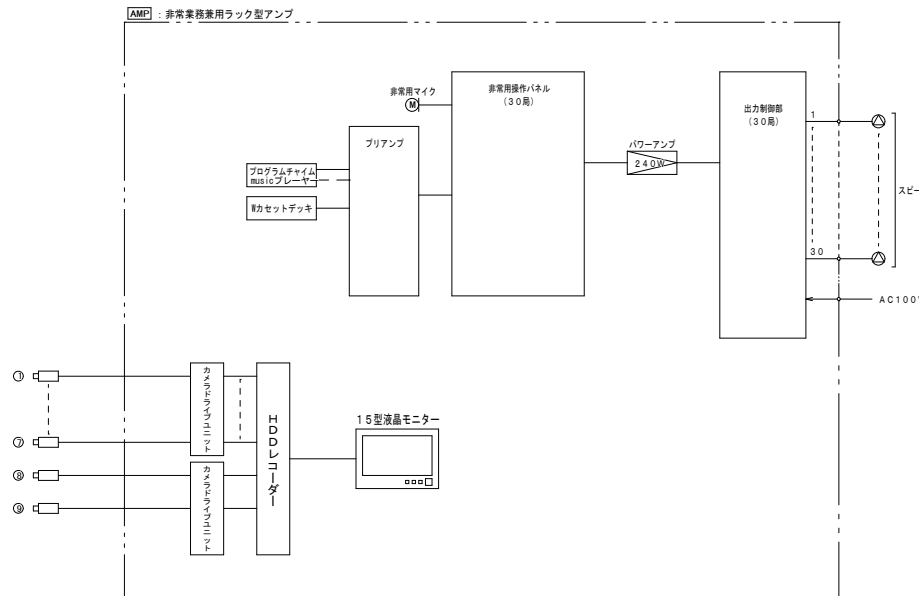 AMP : 非常業務兼用ラック型アンプ
非常用マイク
M
非常用操作パネル
(30局)
出力制御部
(30局)
プリアンプ
パワーアンプ
240W
プログラムチャイム
musicプレーヤー
Wカセットデッキ
1
30
スピー
AC100V
①
⑦
⑧
⑨
カメラドライブユニット
カメラドライブユニット
HDDレコーダー
15型液晶モニター